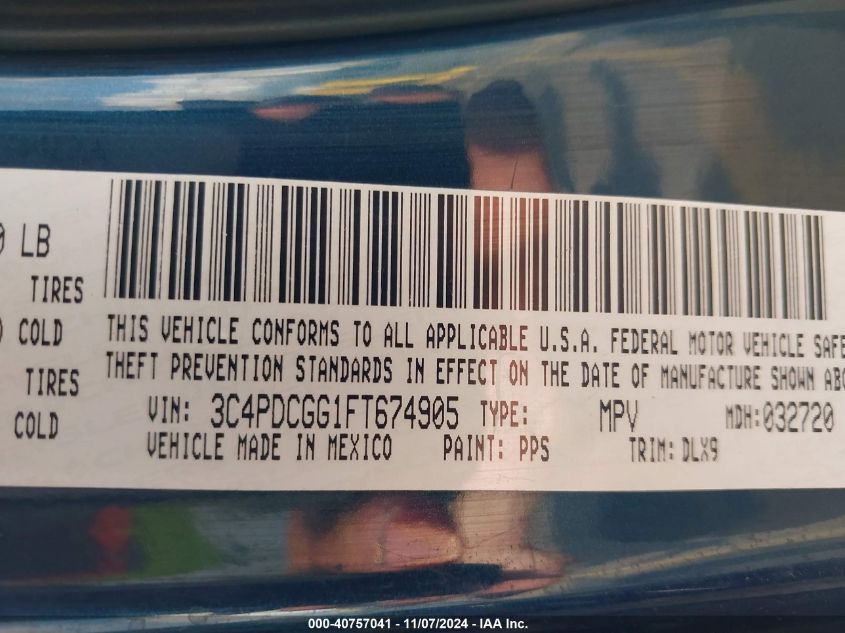 LB
TIRES
COLD
TIRES
COLD
THIS VEHICLE CONFORMS TO ALL APPLICABLE U.S.A. FEDERAL MOTOR VEHICLE SAFE
THEFT PREVENTION STANDARDS IN EFFECT ON THE DATE OF MANUFACTURE SHOWN ABO
VIN: 3C4PDCGG1FT674905 TYPE: MPV MDH:032720
VEHICLE MADE IN MEXICO PAINT: PPS TRIM: DLX9
000-40757041 - 11/07/2024 - IAA Inc.